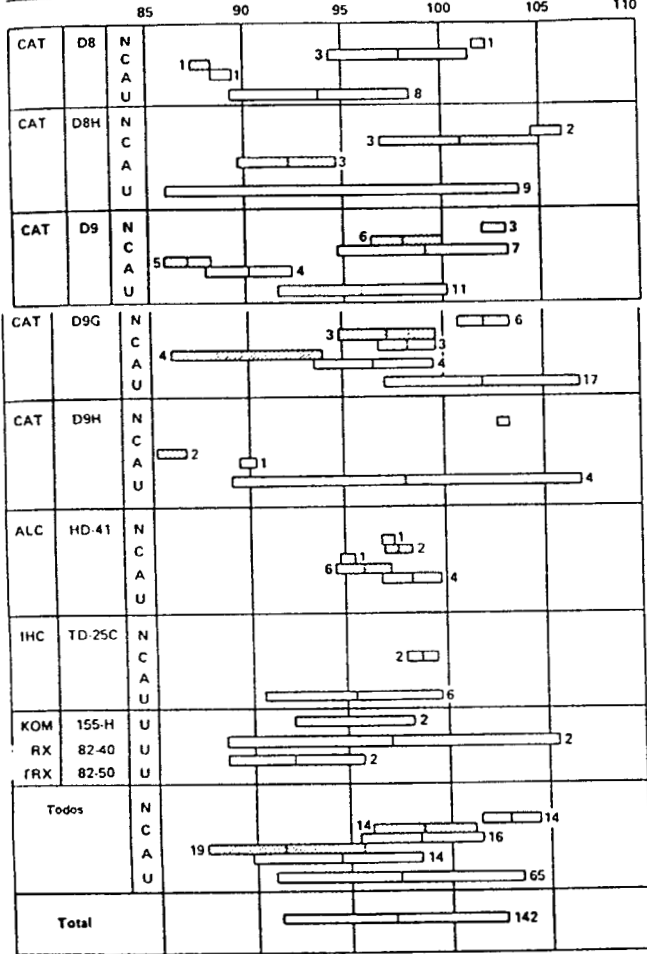 85 90 95 100 105 110
CAT D8 N 1
C 3
1
A 1
U 8
CAT D8H N 2
C 3
A 3
U 9
CAT D9 N 3
6
C 7
5
A 4
U 11
CAT D9G N 6
3
C 3
4
A 4
U 17
CAT D9H N
C
2
A 1
U 4
ALC HD-41 N 1
2
C 1
6
A 4
U
IHC TD-25C N
C 2
A
U 6
KOM 155-H U 2
RX 82-40 U 2
TRX 82-50 U 2
Todos N 14
14
C 16
19
A 14
U 65
Total 142